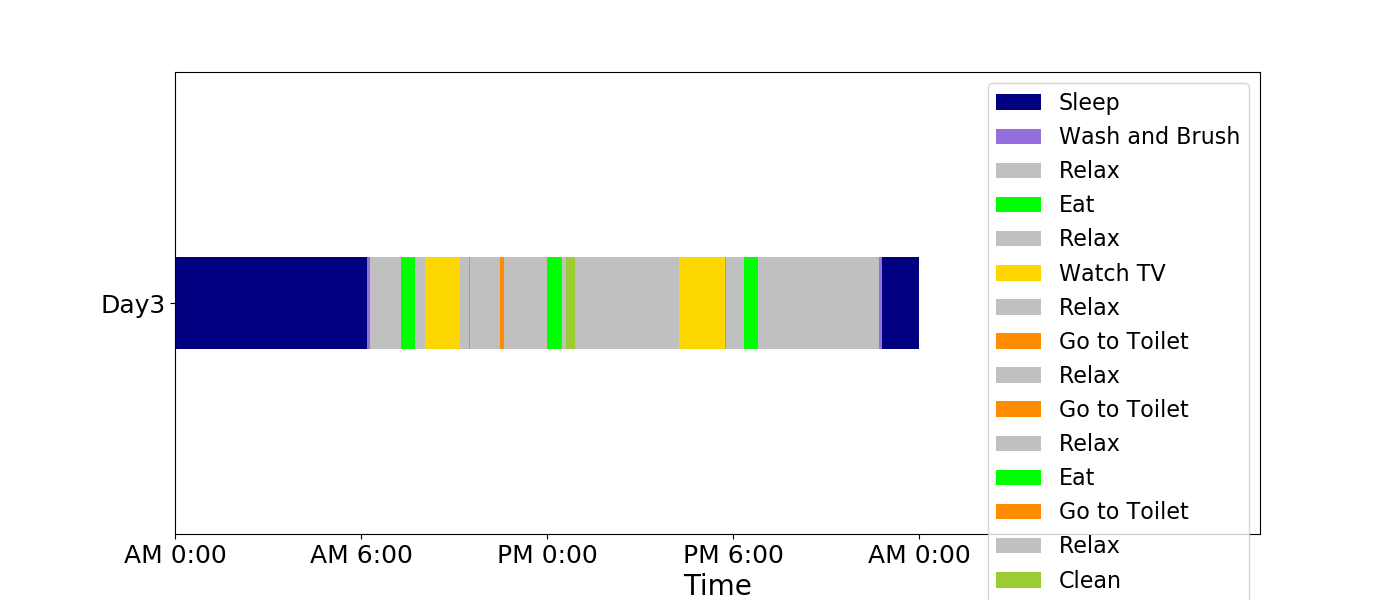 Day3
AM 0:00
AM 6:00
PM 0:00
PM 6:00
AM 0:00
Time
Sleep
Wash and Brush
Relax
Eat
Relax
Watch TV
Relax
Go to Toilet
Relax
Go to Toilet
Relax
Eat
Go to Toilet
Relax
Clean